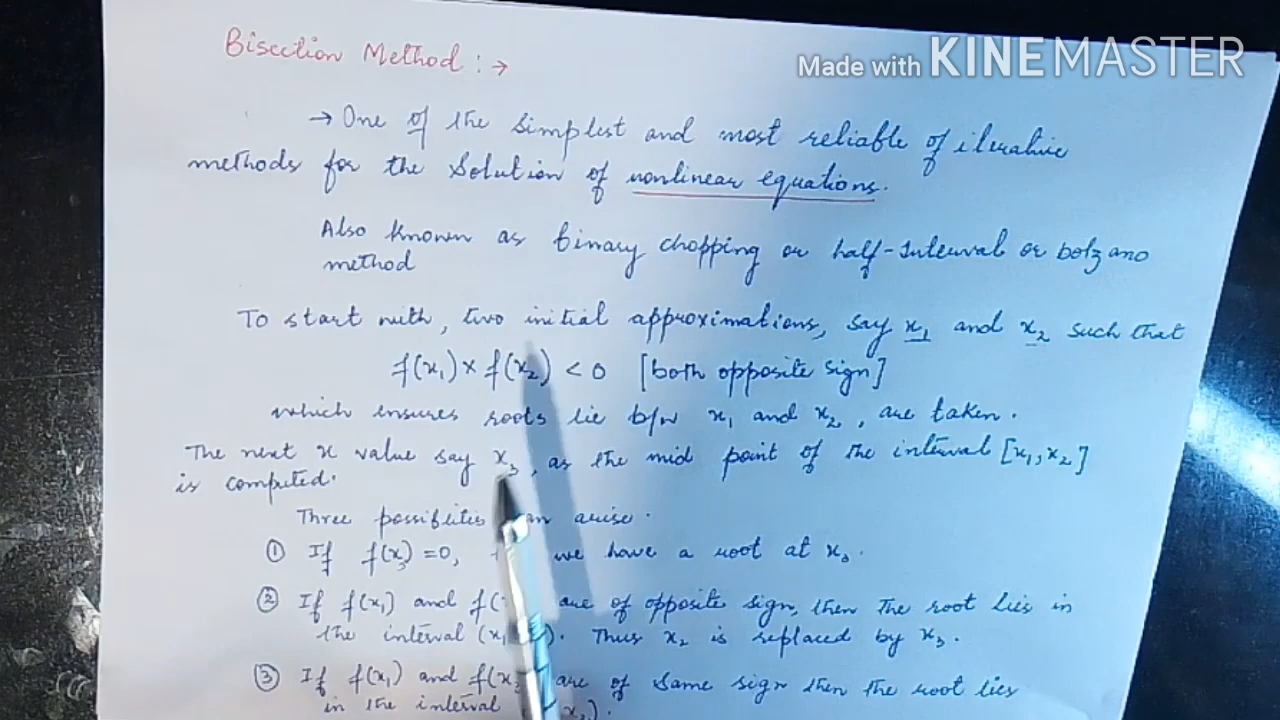 Bisection Method :→
Made with KINEMASTER
→ One of the simplest and most reliable of iterative
methods for the solution of nonlinear equations.
Also known as binary chopping or half-Interval or bolzano
method
To start with, two initial approximations, say x₁ and x₂ such that
f(x₁) × f(x₂) < 0 [both opposite sign]
which ensures roots lie b/w x₁ and x₂, are taken.
The next x value say x₃, as the mid point of the interval [x₁, x₂]
is computed.
Three possiblities an arise.
① If f(x₃) = 0, we have a root at x₃.
② If f(x₁) and f( are of opposite sign, then the root lies in
the interval (x₁ ). Thus x₂ is replaced by x₃.
③ If f(x₁) and f(x₃ are of same sign then the root lies
in the interval x₂).